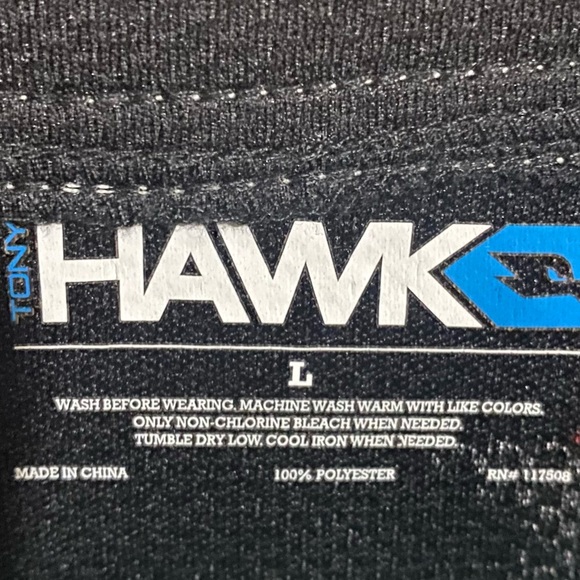 TONY HAWK
L
WASH BEFORE WEARING. MACHINE WASH WARM WITH LIKE COLORS.
ONLY NON-CHLORINE BLEACH WHEN NEEDED.
TUMBLE DRY LOW. COOL IRON WHEN NEEDED.
MADE IN CHINA 100% POLYESTER RN# 117508